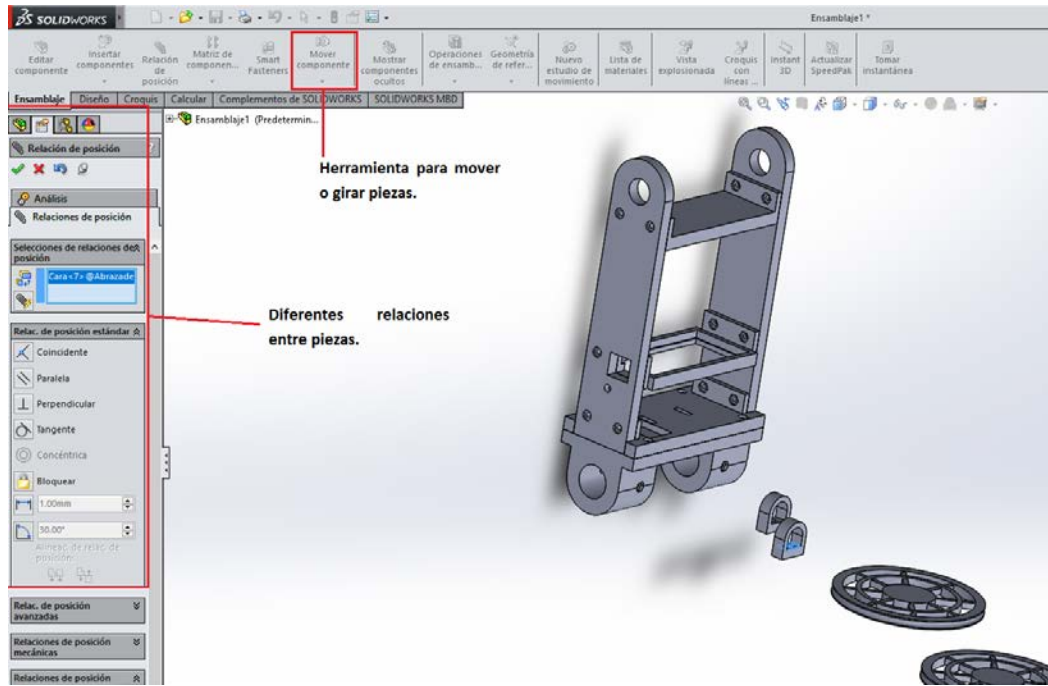 SOLIDWORKS
Ensamblaje1 *
Editar componente
Insertar componentes
Relación de posición
Matriz de componen...
Smart Fasteners
Mover componente
Mostrar componentes ocultos
Operaciones de ensamb...
Geometría de refer...
Nuevo estudio de movimiento
Lista de materiales
Vista explosionada
Croquis con líneas ...
Instant 3D
Actualizar SpeedPak
Tomar instantánea
Ensamblaje
Diseño
Croquis
Calcular
Complementos de SOLIDWORKS
SOLIDWORKS MBD
Ensamblaje1 (Predetermin...
Relación de posición
?
Herramienta para mover
o girar piezas.
Análisis
Relaciones de posición
Selecciones de relaciones de
posición
Cara<7>@Abrazade
Diferentes relaciones
entre piezas.
Relac. de posición estándar
Coincidente
Paralela
Perpendicular
Tangente
Concéntrica
Bloquear
1.00mm
30.00°
Alineac. de relac. de
posición:
Relac. de posición
avanzadas
Relaciones de posición
mecánicas
Relaciones de posición